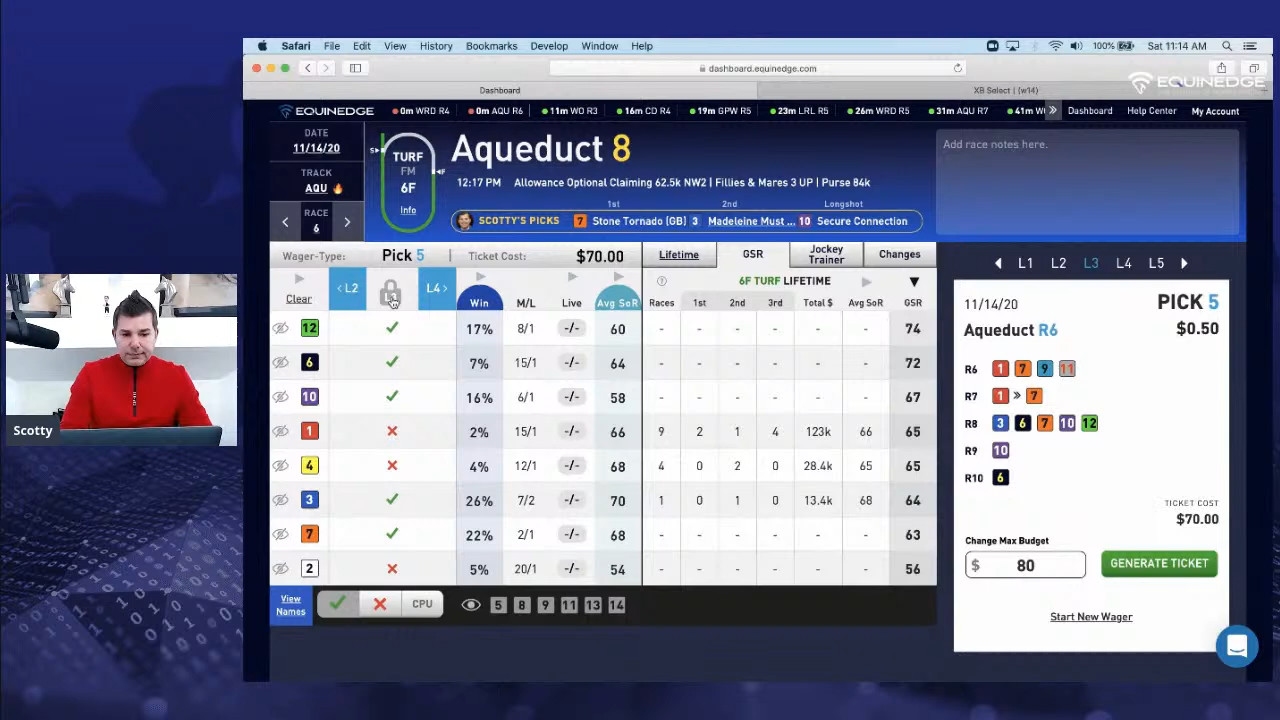 Safari File Edit View History Bookmarks Develop Window Help 100% Sat 11:14 AM
dashboard.equinedge.com
EQUINEDGE
Dashboard XB Select | (w14)
EQUINEDGE 0m WRD R4 0m AQU R6 11m WO R3 16m CD R4 19m GPW R5 23m LRL R5 26m WRD R5 31m AQU R7 41m W » Dashboard Help Center My Account
DATE
11/14/20
TRACK
AQU
RACE
6
S
F
TURF
FM
6F
Info
Aqueduct 8
12:17 PM Allowance Optional Claiming 62.5k NW2 | Fillies & Mares 3 UP | Purse 84k
1st 2nd Longshot
SCOTTY'S PICKS 7 Stone Tornado (GB) 3 Madeleine Must ... 10 Secure Connection
Add race notes here.
Wager-Type: Pick 5 | Ticket Cost: $70.00
Lifetime GSR Jockey Trainer Changes
Clear <L2 L3 L4> Win M/L Live Avg SoR
6F TURF LIFETIME
Races 1st 2nd 3rd Total $ Avg SoR GSR
12 17% 8/1 -/- 60 - - - - - - 74
6 7% 15/1 -/- 64 - - - - - - 72
10 16% 6/1 -/- 58 - - - - - - 67
1 2% 15/1 -/- 66 9 2 1 4 123k 66 65
4 4% 12/1 -/- 68 4 0 2 0 28.4k 65 65
3 26% 7/2 -/- 70 1 0 1 0 13.4k 68 64
7 22% 2/1 -/- 68 - - - - - - 63
2 5% 20/1 -/- 54 - - - - - - 56
View Names CPU 5 8 9 11 13 14
L1 L2 L3 L4 L5
11/14/20 PICK 5
Aqueduct R6 $0.50
R6 1 7 9 11
R7 1 » 7
R8 3 6 7 10 12
R9 10
R10 6
TICKET COST
$70.00
Change Max Budget
$ 80 GENERATE TICKET
Start New Wager
Scotty